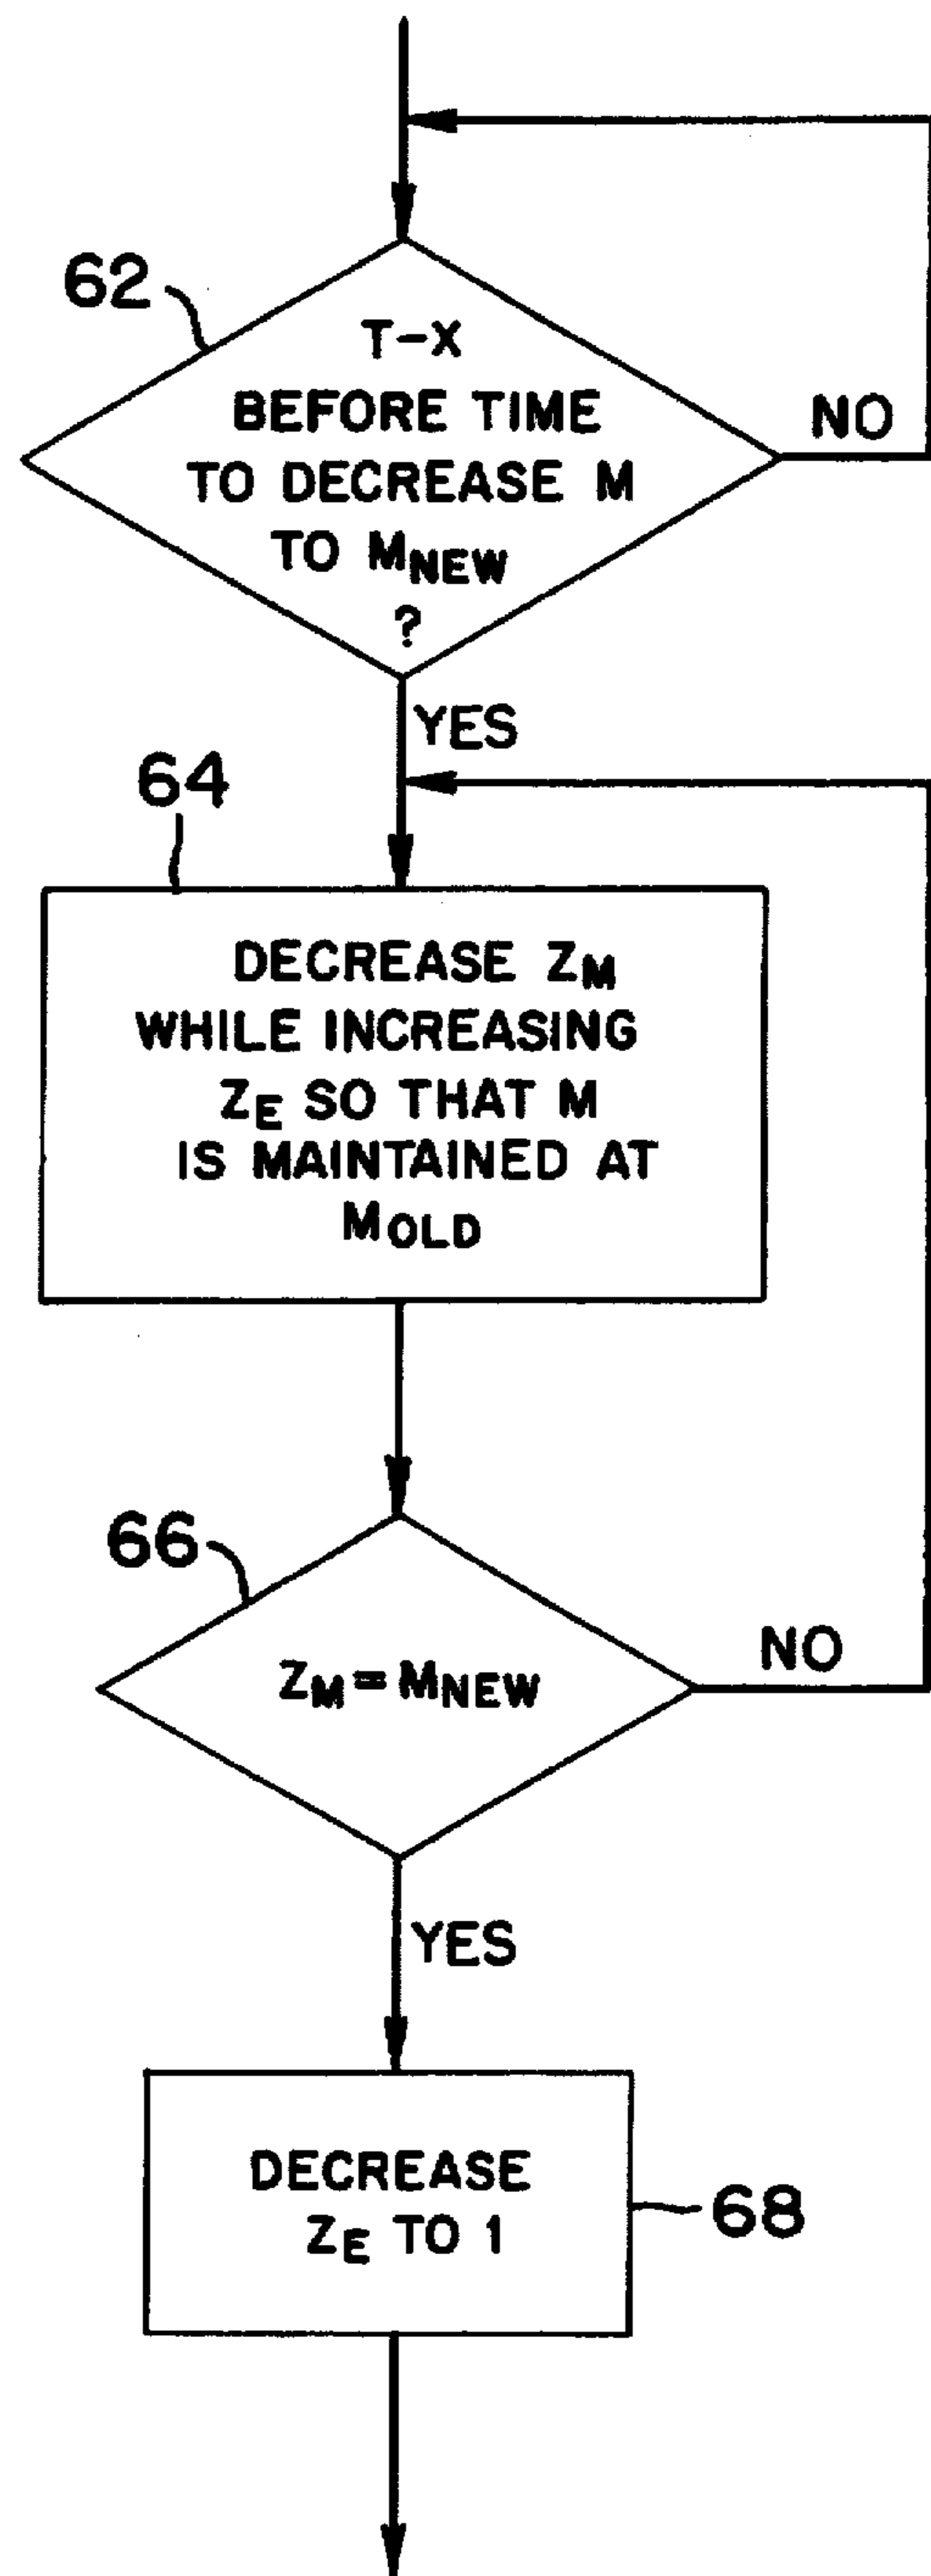 62
T-X
BEFORE TIME
TO DECREASE M
TO MNEW
?
NO
YES
64
DECREASE ZM
WHILE INCREASING
ZE SO THAT M
IS MAINTAINED AT
MOLD
66
ZM = MNEW
NO
YES
DECREASE
ZE TO 1
68